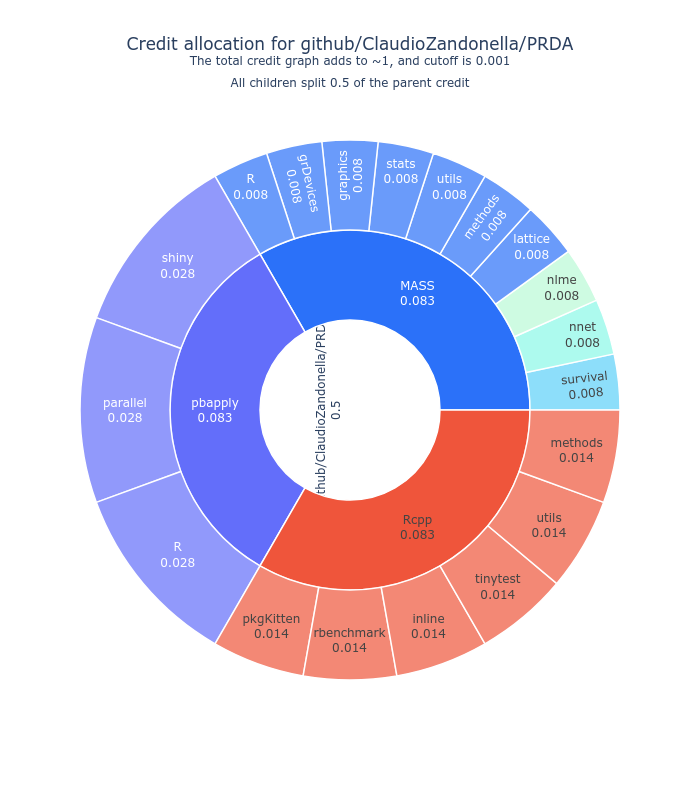 Credit allocation for github/ClaudioZandonella/PRDA
The total credit graph adds to ~1, and cutoff is 0.001
All children split 0.5 of the parent credit
R
0.008
grDevices
0.008
graphics
0.008
stats
0.008
utils
0.008
methods
0.008
lattice
0.008
nlme
0.008
nnet
0.008
survival
0.008
MASS
0.083
shiny
0.028
parallel
0.028
R
0.028
pbapply
0.083
thub/ClaudioZandonella/PRD
0.5
Rcpp
0.083
methods
0.014
utils
0.014
tinytest
0.014
inline
0.014
rbenchmark
0.014
pkgKitten
0.014